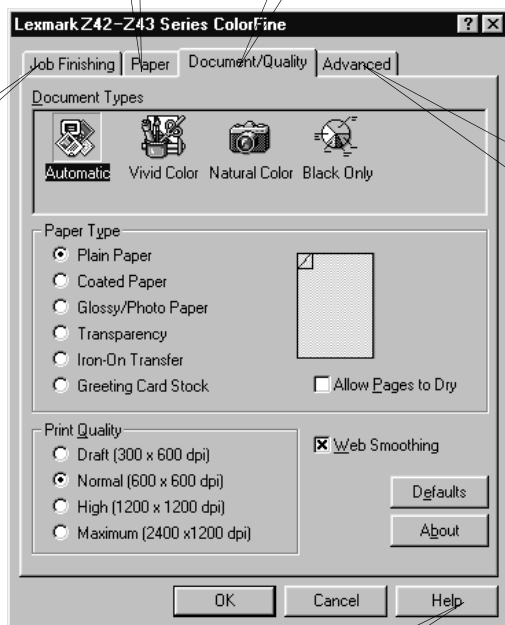 Lexmark Z42-Z43 Series ColorFine
Job Finishing Paper Document/Quality Advanced
Document Types
Automatic Vivid Color Natural Color Black Only
Paper Type
Plain Paper
Coated Paper
Glossy/Photo Paper
Transparency
Iron-On Transfer
Greeting Card Stock
Allow Pages to Dry
Print Quality
Draft (300 x 600 dpi)
Normal (600 x 600 dpi)
High (1200 x 1200 dpi)
Maximum (2400 x1200 dpi)
Web Smoothing
Defaults
About
OK Cancel Help